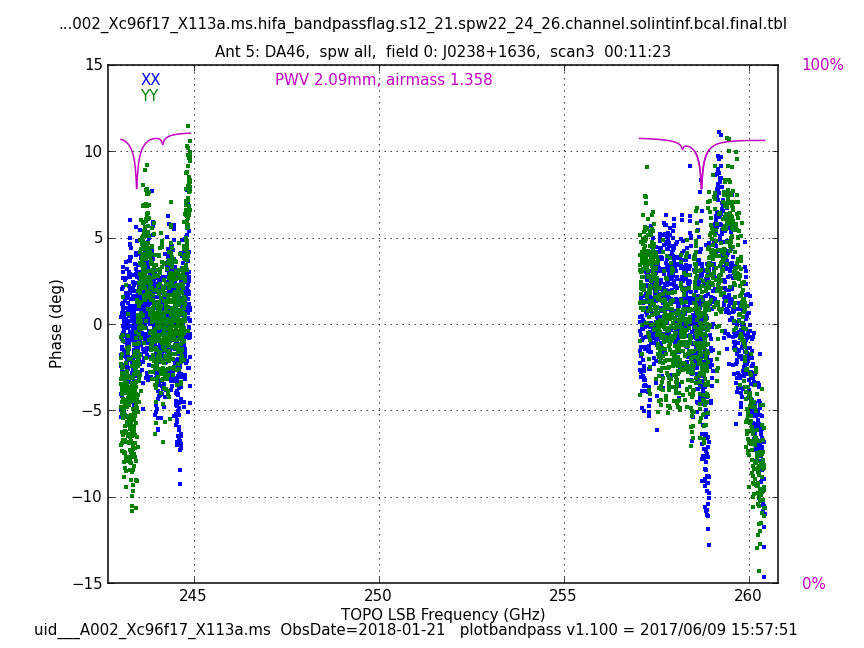 ...002_Xc96f17_X113a.ms.hifa_bandpassflag.s12_21.spw22_24_26.channel.solintinf.bcal.final.tbl
Ant 5: DA46,  spw all,  field 0: J0238+1636,  scan3  00:11:23
15 100%
XX PWV 2.09mm, airmass 1.358
YY
10
5
Phase (deg)
0
−5
−10
−15 0%
245 250 255 260
TOPO LSB Frequency (GHz)
uid___A002_Xc96f17_X113a.ms  ObsDate=2018-01-21   plotbandpass v1.100 = 2017/06/09 15:57:51